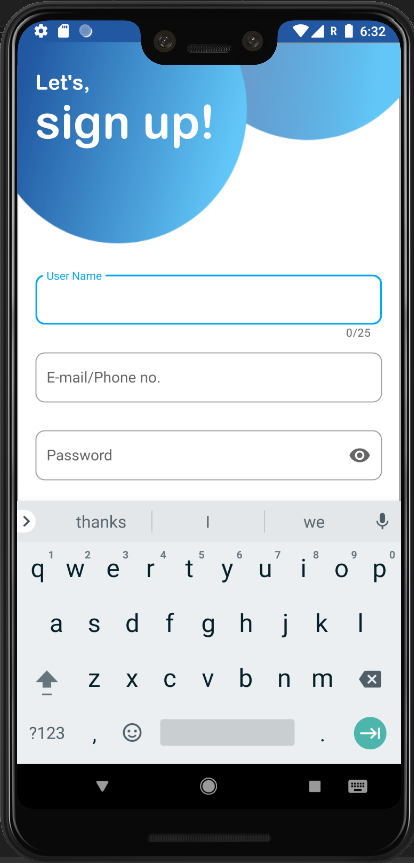 6:32
R
Let's,
sign up!
User Name
0/25
E-mail/Phone no.
Password
thanks I we
1 2 3 4 5 6 7 8 9 0
q w e r t y u i o p
a s d f g h j k l
z x c v b n m
?123 , .